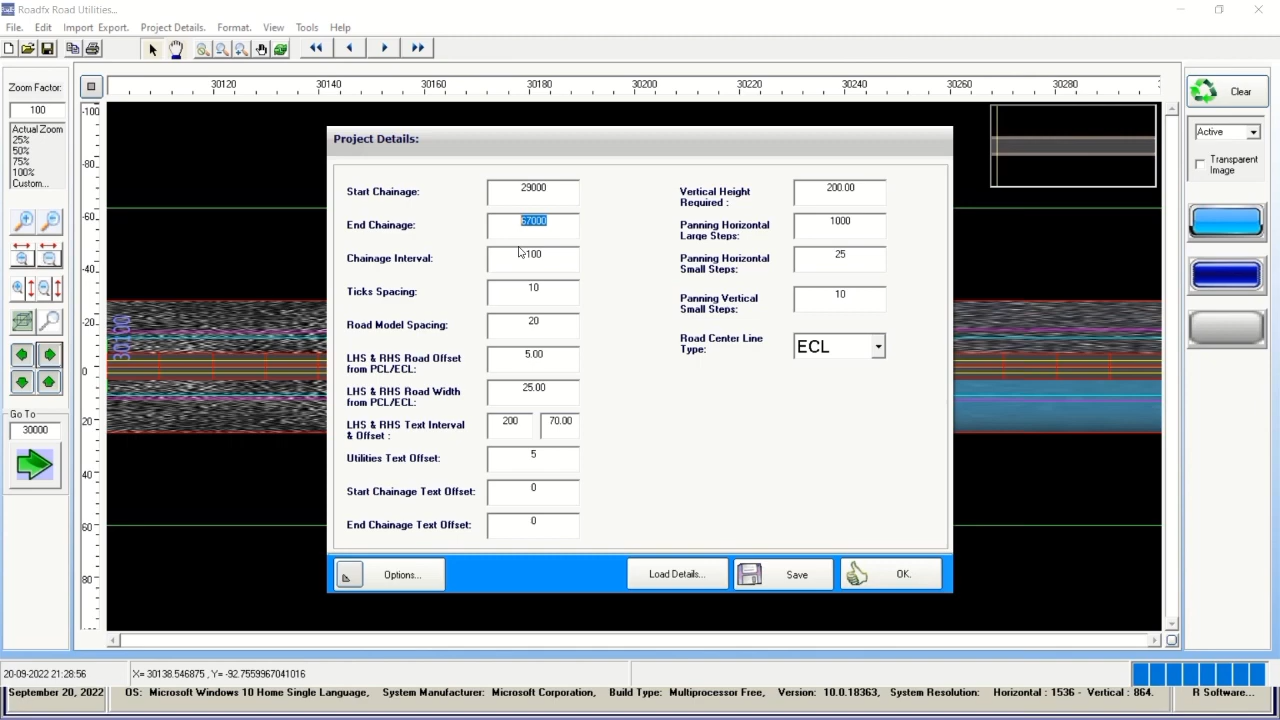 Roadfx Road Utilities...
File. Edit Import Export. Project Details. Format. View Tools Help
Zoom Factor:
100
Actual Zoom
25%
50%
75%
100%
Custom...
Go To
30000
30120 30140 30160 30180 30200 30220 30240 30260 30280
-100
-80
-60
-40
-20
0
20
40
60
80
30100
Project Details:
Start Chainage: 29000
End Chainage: 67000
Chainage Interval: 100
Ticks Spacing: 10
Road Model Spacing: 20
LHS & RHS Road Offset
from PCL/ECL: 5.00
LHS & RHS Road Width
from PCL/ECL: 25.00
LHS & RHS Text Interval
& Offset : 200 70.00
Utilities Text Offset: 5
Start Chainage Text Offset: 0
End Chainage Text Offset: 0
Vertical Height
Required : 200.00
Panning Horizontal
Large Steps: 1000
Panning Horizontal
Small Steps: 25
Panning Vertical
Small Steps: 10
Road Center Line
Type: ECL
Options... Load Details... Save OK.
Clear
Active
Transparent
Image
20-09-2022 21:28:56 X= 30138.546875 , Y= -92.7559967041016
September 20, 2022 OS: Microsoft Windows 10 Home Single Language, System Manufacturer: Microsoft Corporation, Build Type: Multiprocessor Free, Version: 10.0.18363, System Resolution: Horizontal : 1536 - Vertical : 864. R Software...